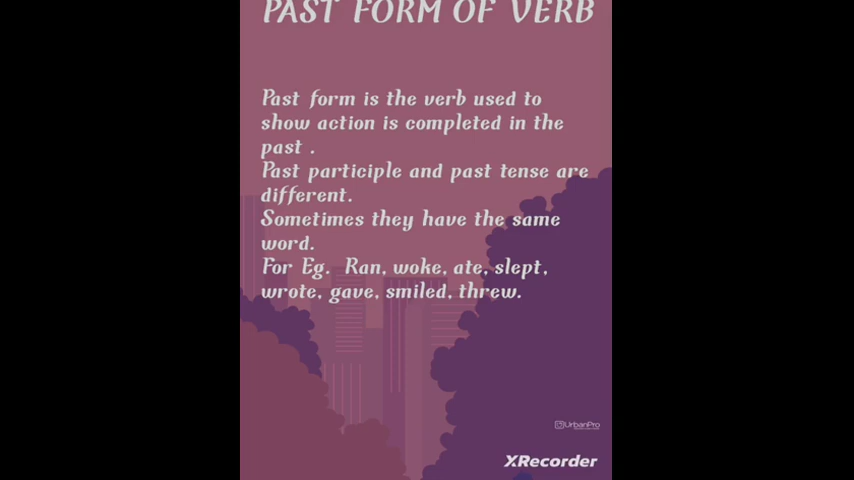 PAST FORM OF VERB
Past form is the verb used to
show action is completed in the
past .
Past participle and past tense are
different.
Sometimes they have the same
word.
For Eg. Ran, woke, ate, slept,
wrote, gave, smiled, threw.
UrbanPro
XRecorder